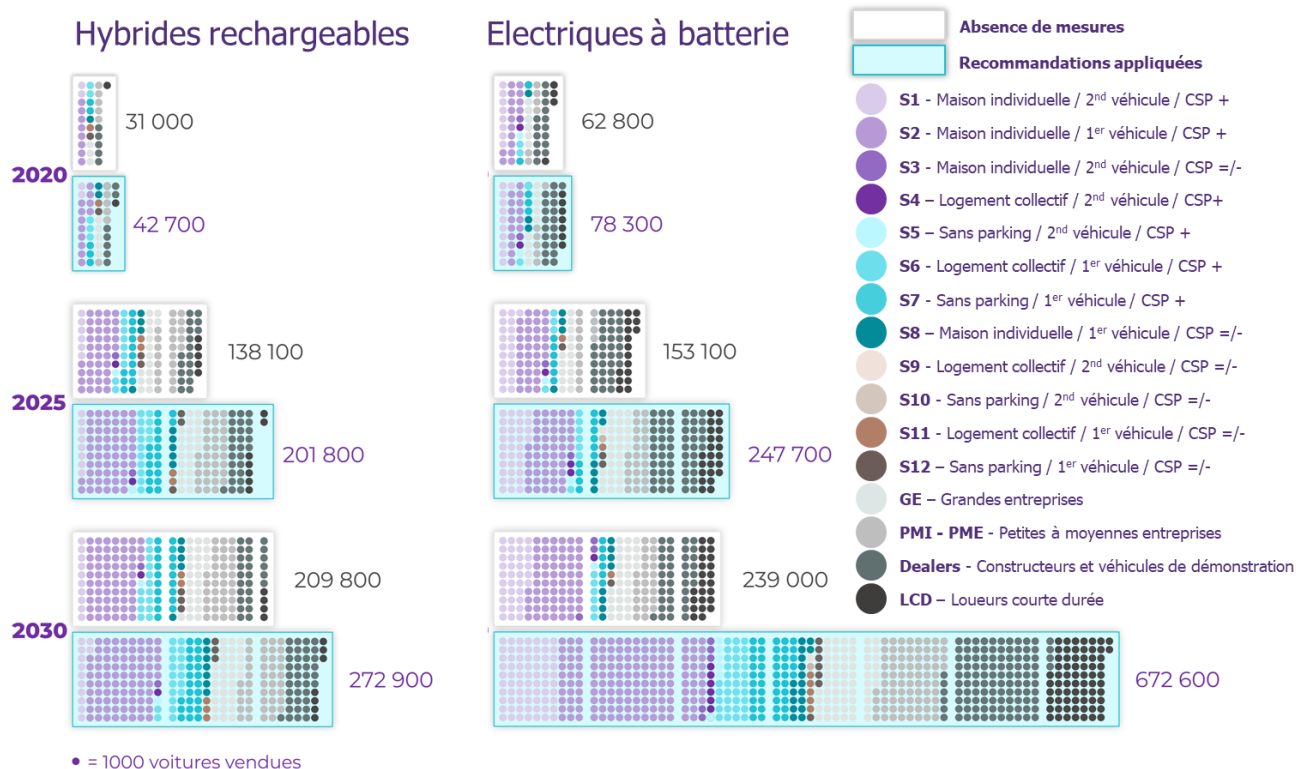 Hybrides rechargeables
Electriques à batterie
Absence de mesures
Recommandations appliquées
S1 - Maison individuelle / 2nd véhicule / CSP +
S2 - Maison individuelle / 1er véhicule / CSP +
S3 - Maison individuelle / 2nd véhicule / CSP =/-
S4 – Logement collectif / 2nd véhicule / CSP+
S5 – Sans parking / 2nd véhicule / CSP +
S6 - Logement collectif / 1er véhicule / CSP +
S7 - Sans parking / 1er véhicule / CSP +
S8 – Maison individuelle / 1er véhicule / CSP =/-
S9 - Logement collectif / 2nd véhicule / CSP =/-
S10 - Sans parking / 2nd véhicule / CSP =/-
S11 - Logement collectif / 1er véhicule / CSP =/-
S12 – Sans parking / 1er véhicule / CSP =/-
GE – Grandes entreprises
PMI - PME - Petites à moyennes entreprises
Dealers - Constructeurs et véhicules de démonstration
LCD – Loueurs courte durée
31 000
62 800
2020
42 700
78 300
138 100
153 100
2025
201 800
247 700
209 800
239 000
2030
272 900
672 600
• = 1000 voitures vendues